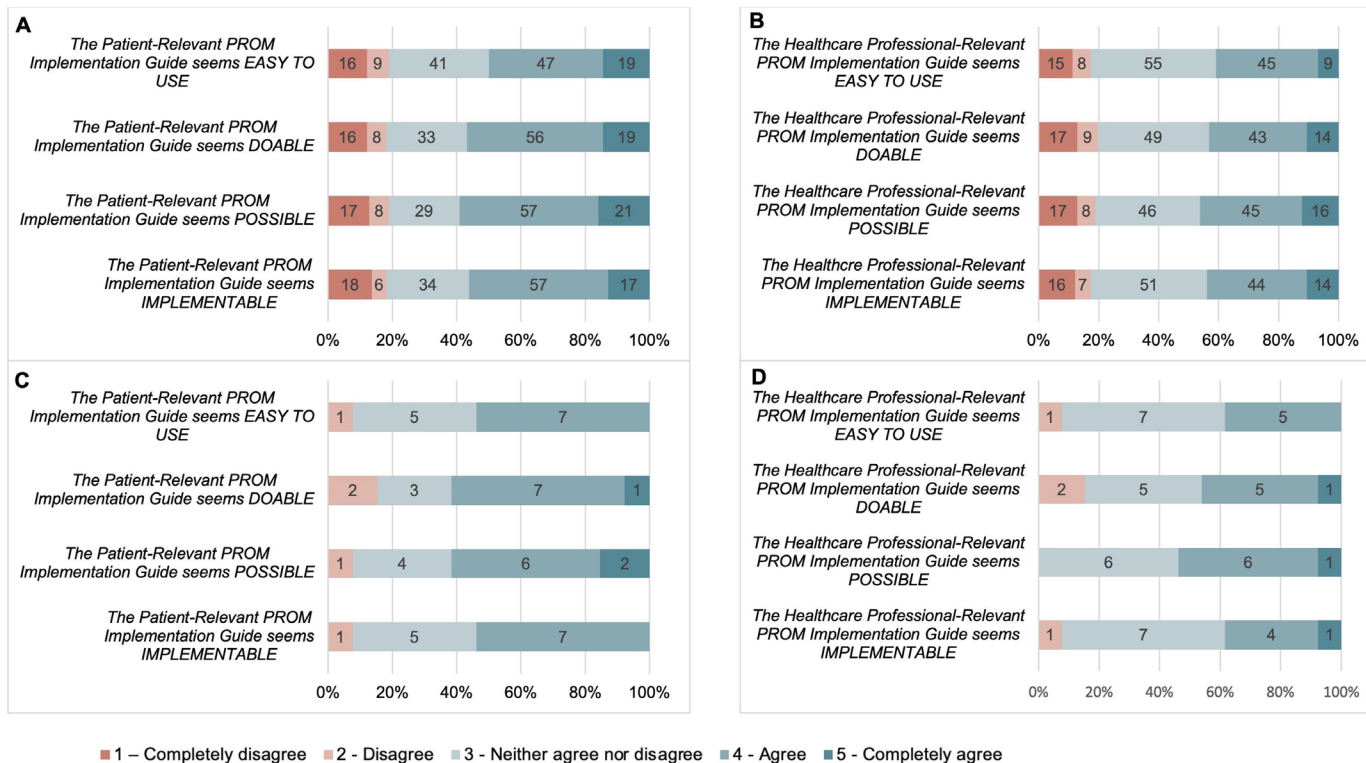 A
The Patient-Relevant PROM
Implementation Guide seems EASY TO
USE
16 9 41 47 19
The Patient-Relevant PROM
Implementation Guide seems DOABLE
16 8 33 56 19
The Patient-Relevant PROM
Implementation Guide seems POSSIBLE
17 8 29 57 21
The Patient-Relevant PROM
Implementation Guide seems
IMPLEMENTABLE
18 6 34 57 17
0% 20% 40% 60% 80% 100%
B
The Healthcare Professional-Relevant
PROM Implementation Guide seems
EASY TO USE
15 8 55 45 9
The Healthcare Professional-Relevant
PROM Implementation Guide seems
DOABLE
17 9 49 43 14
The Healthcare Professional-Relevant
PROM Implementation Guide seems
POSSIBLE
17 8 46 45 16
The Healthcre Professional-Relevant
PROM Implementation Guide seems
IMPLEMENTABLE
16 7 51 44 14
0% 20% 40% 60% 80% 100%
C
The Patient-Relevant PROM
Implementation Guide seems EASY TO
USE
1 5 7
The Patient-Relevant PROM
Implementation Guide seems DOABLE
2 3 7 1
The Patient-Relevant PROM
Implementation Guide seems POSSIBLE
1 4 6 2
The Patient-Relevant PROM
Implementation Guide seems
IMPLEMENTABLE
1 5 7
0% 20% 40% 60% 80% 100%
D
The Healthcare Professional-Relevant
PROM Implementation Guide seems
EASY TO USE
1 7 5
The Healthcare Professional-Relevant
PROM Implementation Guide seems
DOABLE
2 5 5 1
The Healthcare Professional-Relevant
PROM Implementation Guide seems
POSSIBLE
6 6 1
The Healthcare Professional-Relevant
PROM Implementation Guide seems
IMPLEMENTABLE
1 7 4 1
0% 20% 40% 60% 80% 100%
1 – Completely disagree 2 - Disagree 3 - Neither agree nor disagree 4 - Agree 5 - Completely agree